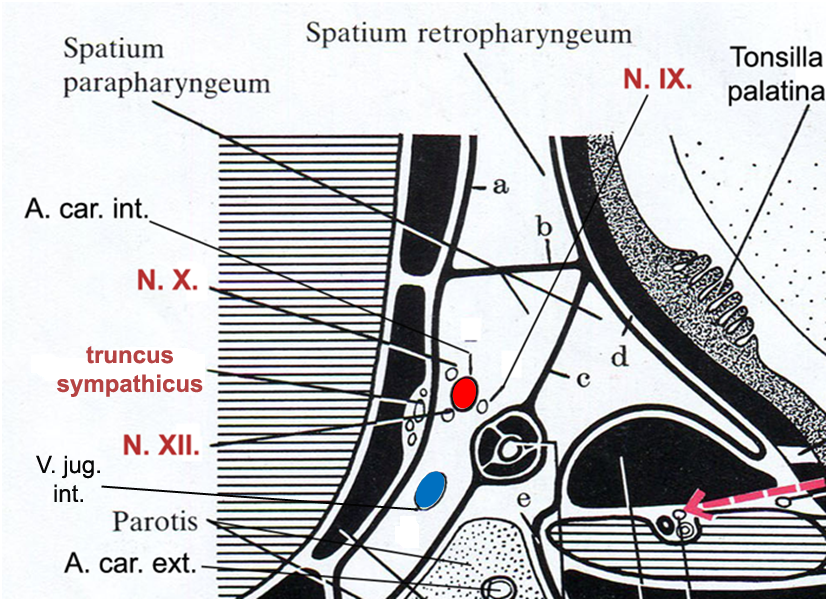 Spatium retropharyngeum
Spatium
parapharyngeum
N. IX.
Tonsilla
palatina
a
A. car. int.
b
N. X.
truncus
sympathicus
d
c
N. XII.
V. jug.
int.
e
Parotis
A. car. ext.